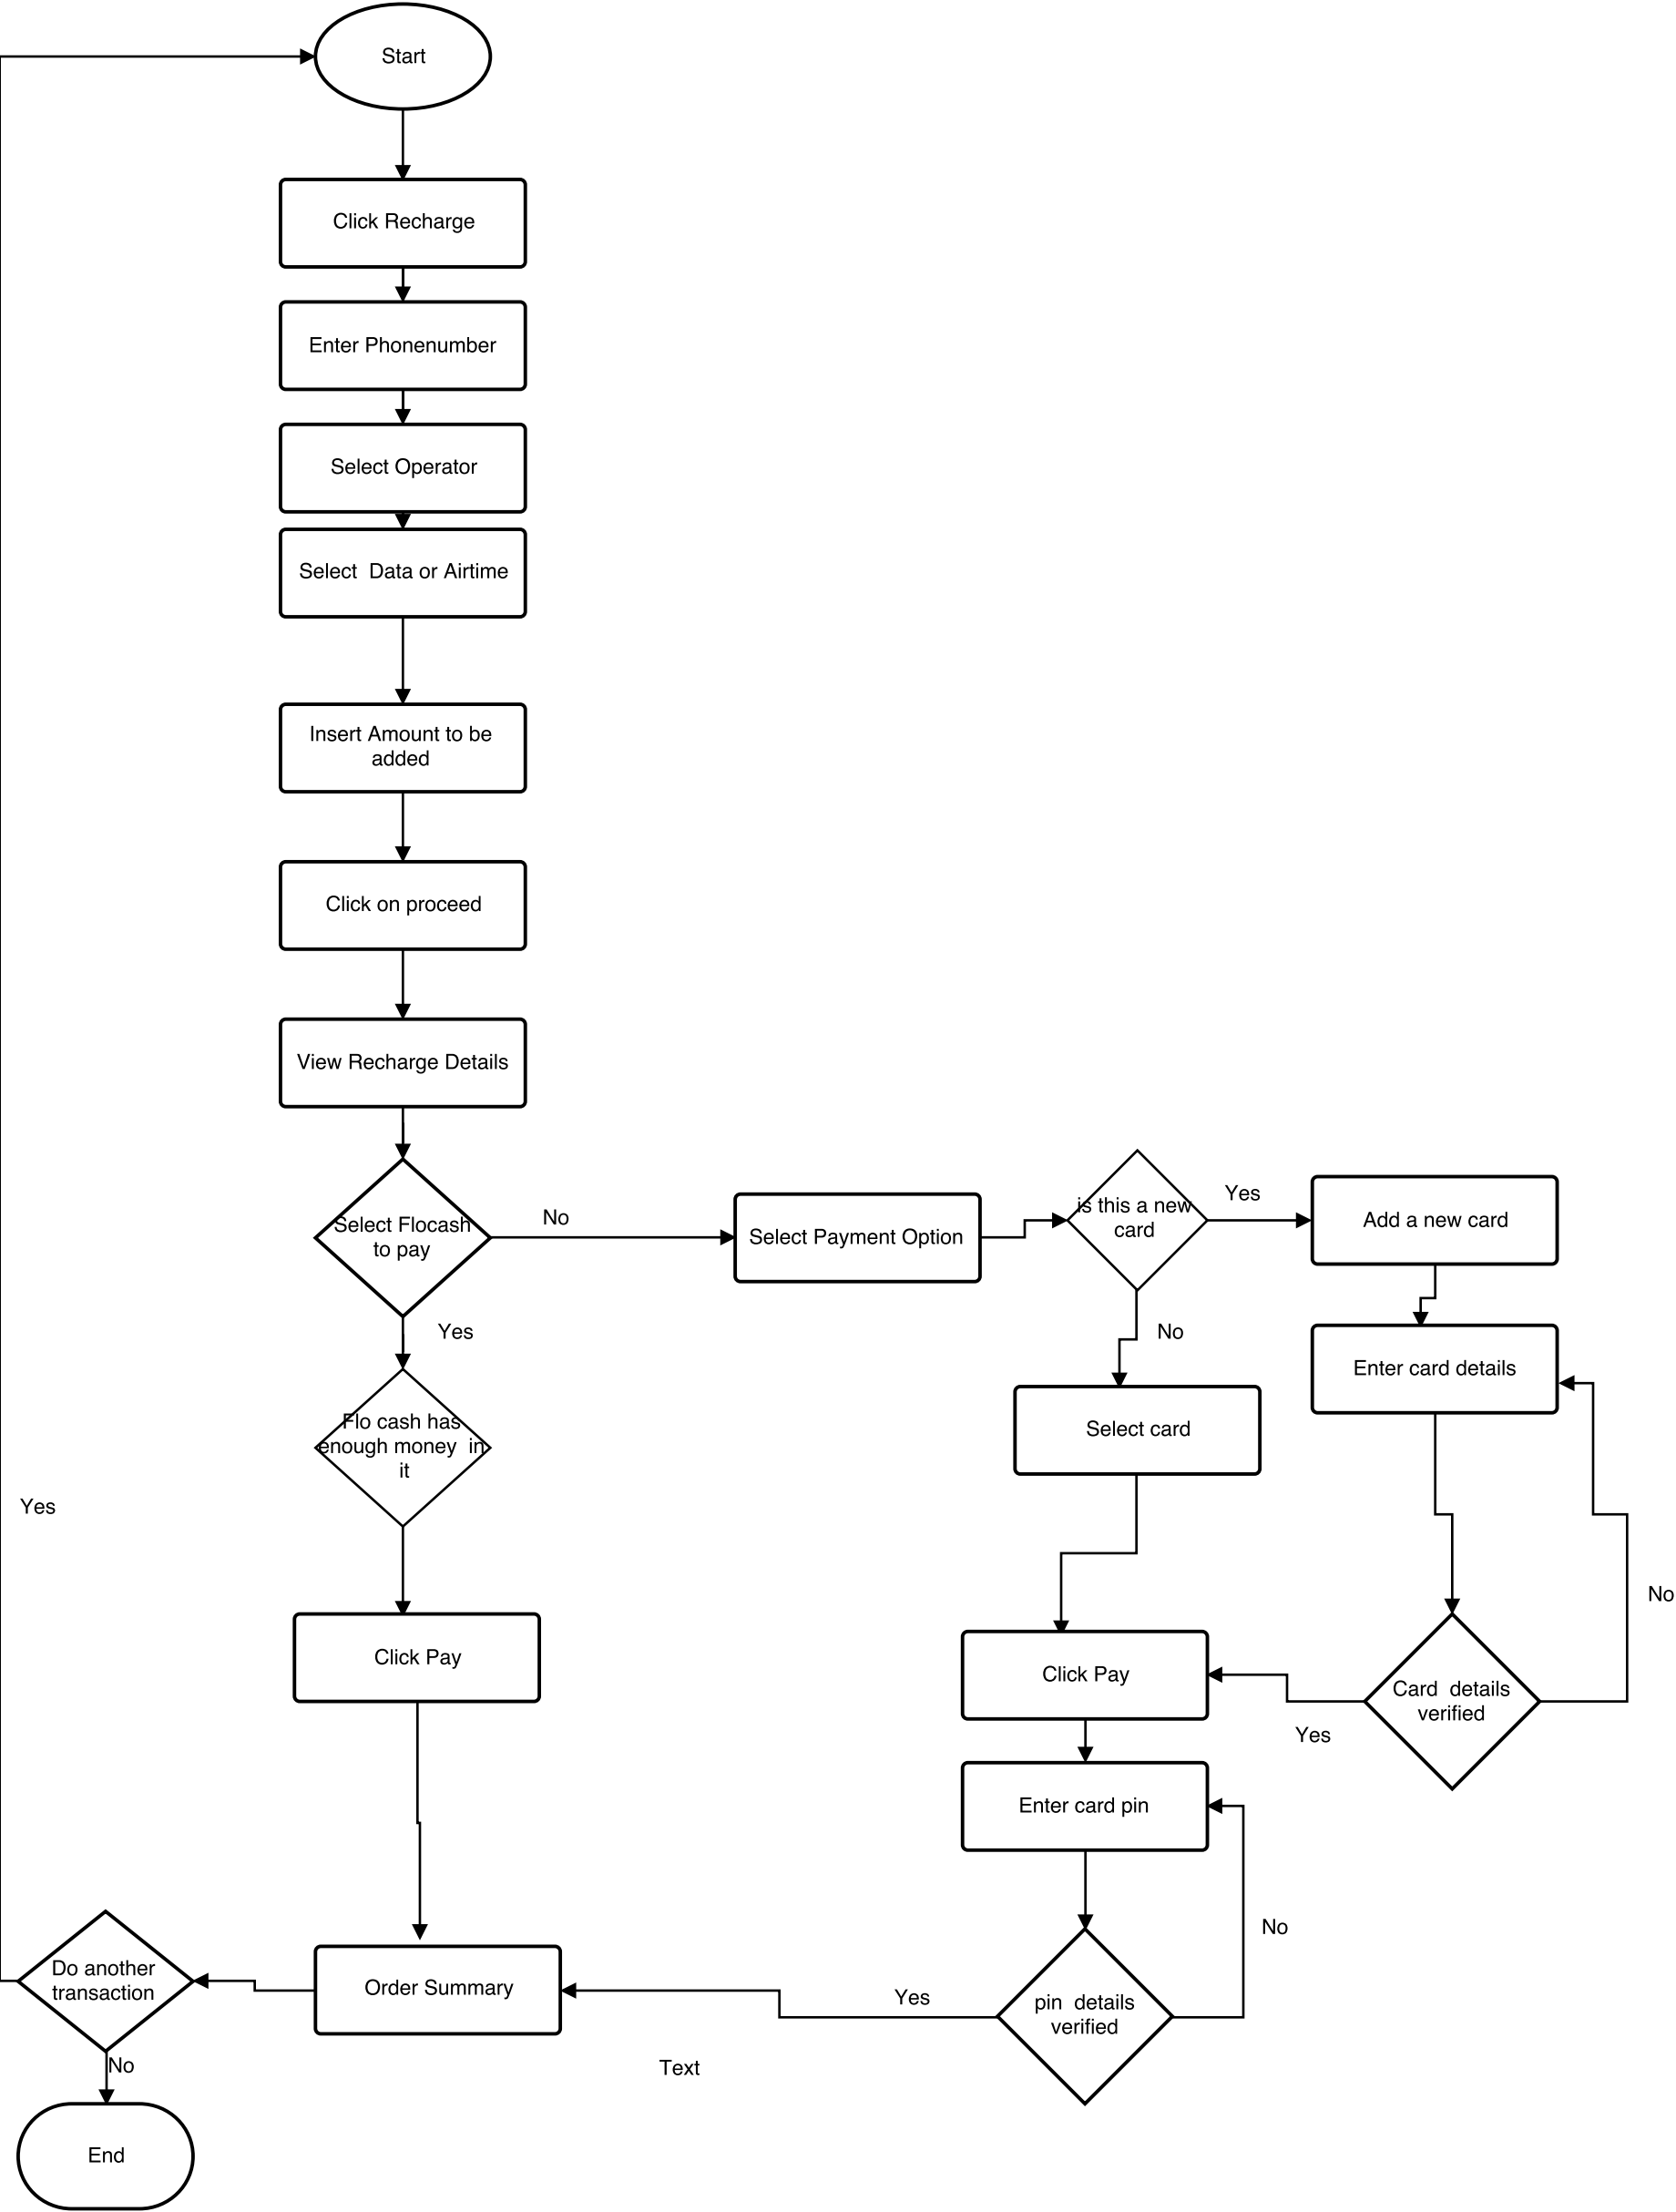 Start
Click Recharge
Enter Phonenumber
Select Operator
Select  Data or Airtime
Insert Amount to be
added
Click on proceed
View Recharge Details
Select Flocash
to pay
No
Select Payment Option
is this a new
card
Yes
Add a new card
Yes
No
Enter card details
Flo cash has
enough money  in
it
Select card
Yes
No
Click Pay
Click Pay
Card  details
verified
Yes
Enter card pin
No
Do another
transaction
Order Summary
Yes
pin  details
verified
No
Text
End